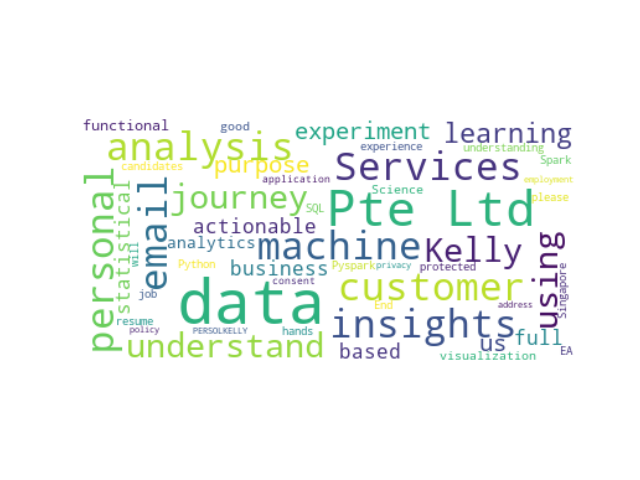 functional
good
experiment
learning
analysis
experience
understanding
candidates
purpose
Services
Spark
application
employment
personal
statistical
email
journey
SQL
Science
Pte Ltd
please
actionable
will
analytics
machine
Kelly
using
Python
business
Pyspark
privacy
protected
Singapore
consent
customer
data
job
End
address
resume
insights
policy
PERSOLKELLY
hands
us
full
understand
based
visualization
EA